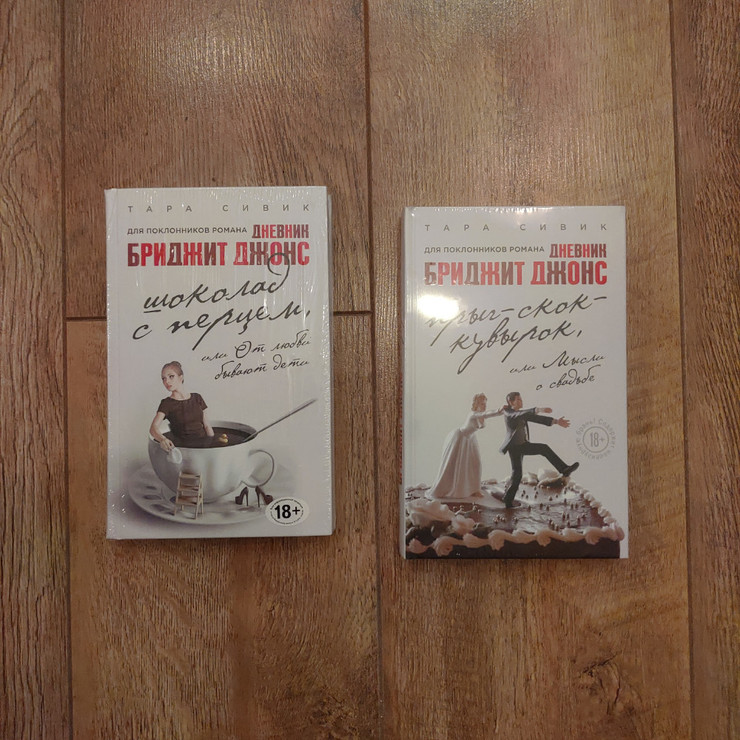 ТАРА СИВИК
ДЛЯ ПОКЛОННИКОВ РОМАНА ДНЕВНИК
БРИДЖИТ ДЖОНС
шоколад
с перцем,
или От любви
бывают дети
18+
ТАРА СИВИК
ДЛЯ ПОКЛОННИКОВ РОМАНА ДНЕВНИК
БРИДЖИТ ДЖОНС
прыг-скок-
кувырок,
или Мысли
о свадьбе
18+